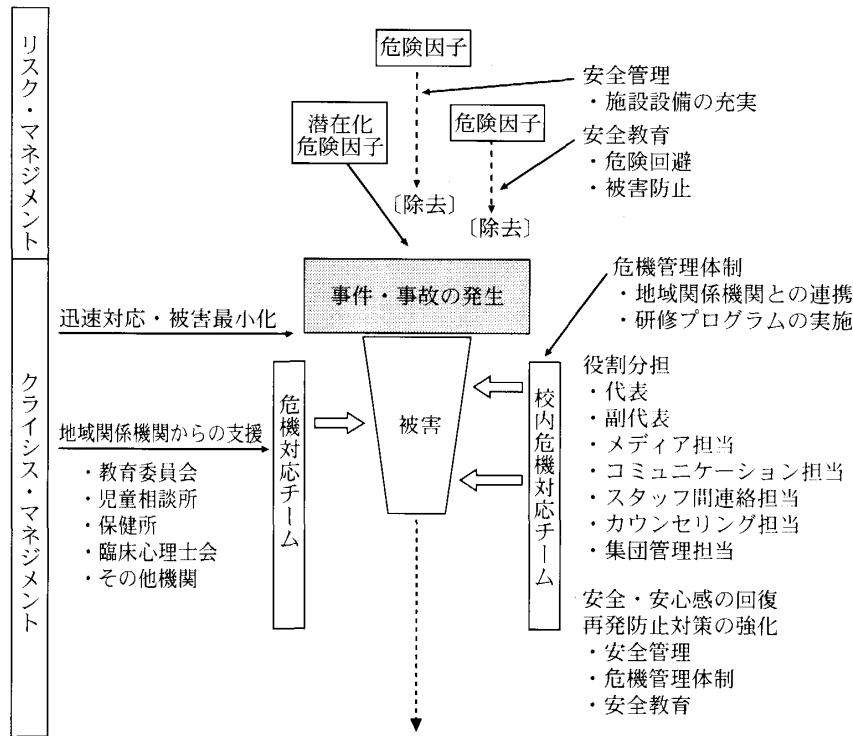 リスク・マネジメント
危険因子
潜在化
危険因子
危険因子
〔除去〕
〔除去〕
安全管理
・施設設備の充実
安全教育
・危険回避
・被害防止
クライシス・マネジメント
事件・事故の発生
迅速対応・被害最小化
地域関係機関からの支援
・教育委員会
・児童相談所
・保健所
・臨床心理士会
・その他機関
危機対応チーム
被害
校内危機対応チーム
危機管理体制
・地域関係機関との連携
・研修プログラムの実施
役割分担
・代表
・副代表
・メディア担当
・コミュニケーション担当
・スタッフ間連絡担当
・カウンセリング担当
・集団管理担当
安全・安心感の回復
再発防止対策の強化
・安全管理
・危機管理体制
・安全教育